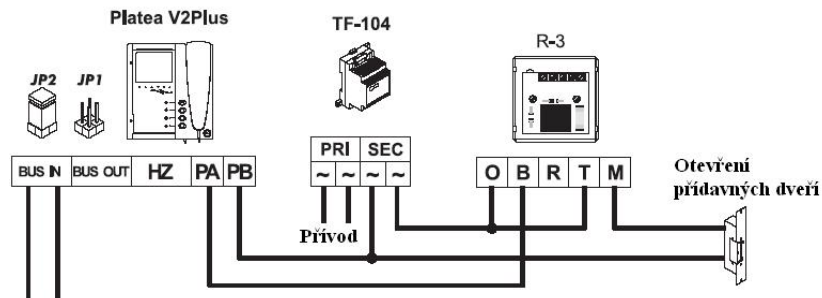 Platea V2Plus
TF-104
R-3
JP2 JP1
BUS IN BUS OUT HZ PA PB
PRI SEC
~ ~ ~ ~
O B R T M
Otevření
přídavných dveří
Přívod